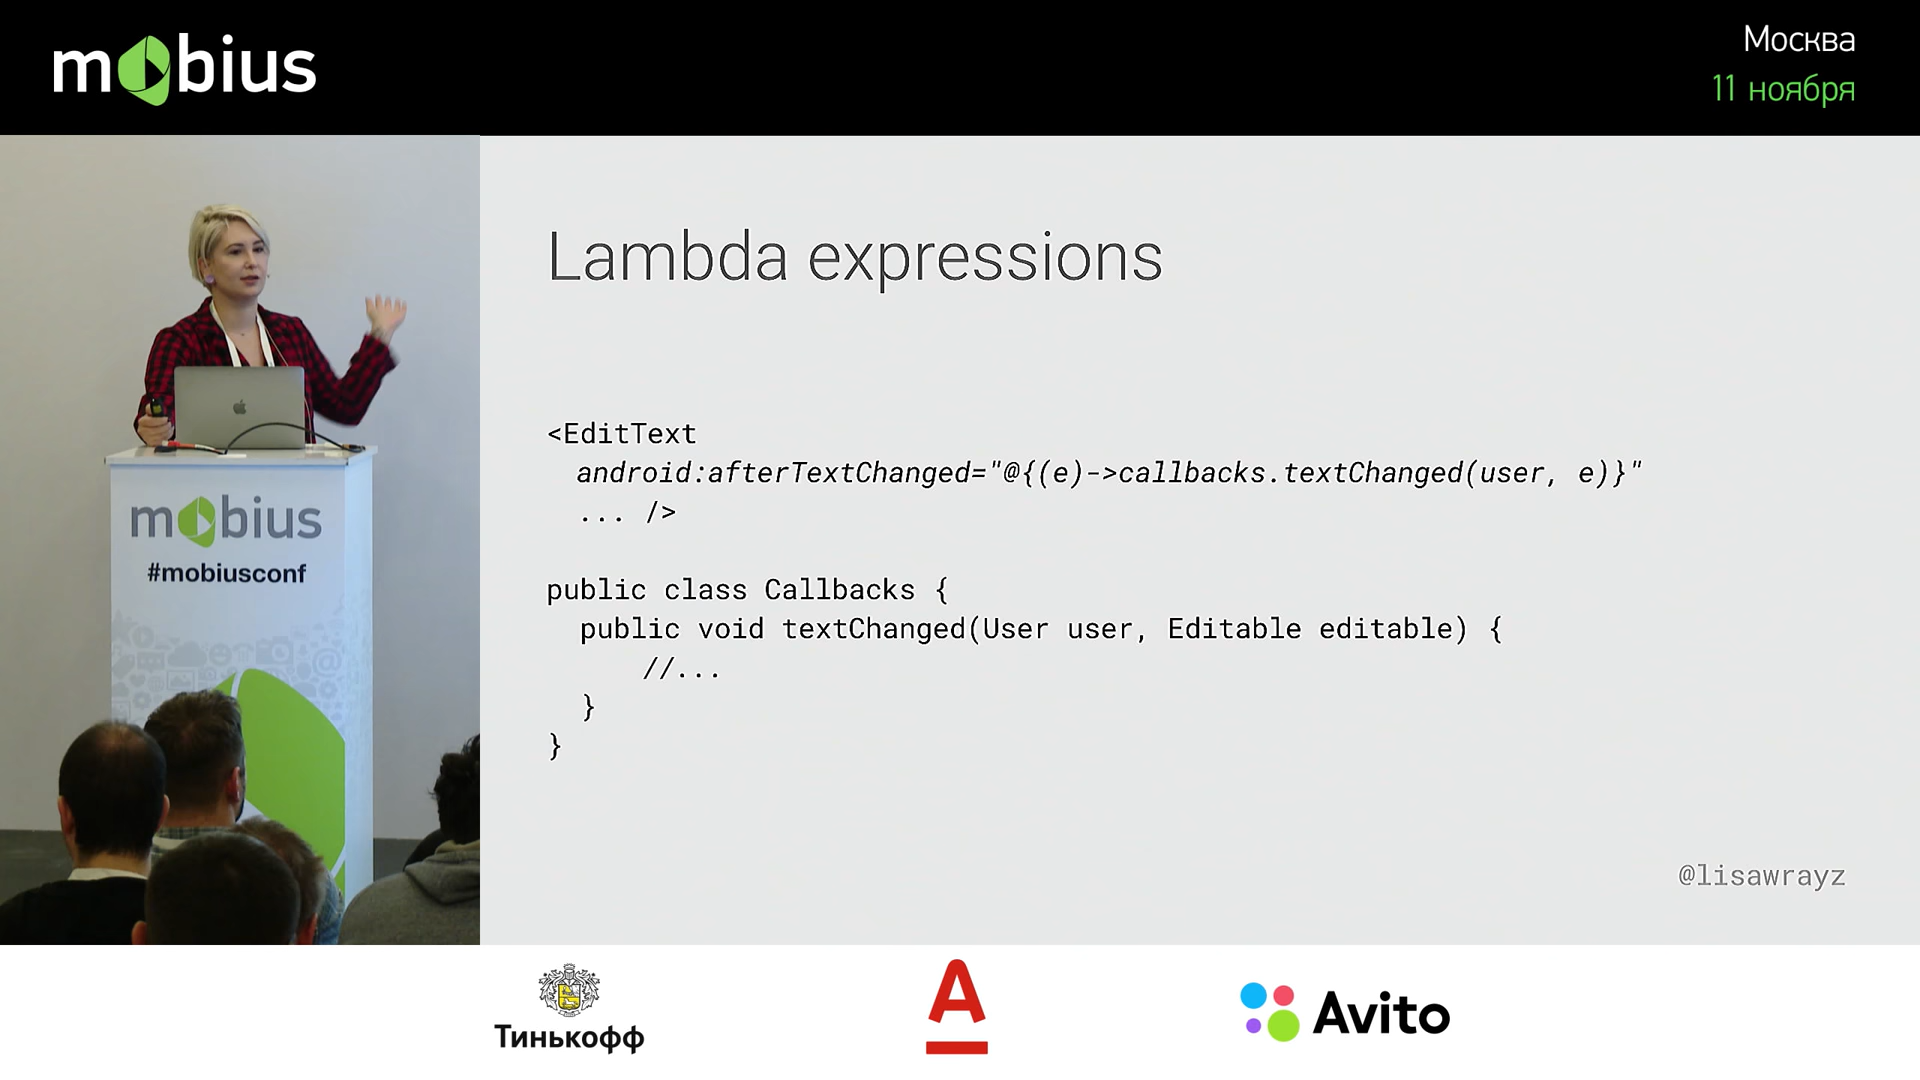 mobius
Москва
11 ноября
Lambda expressions
<EditText
android:afterTextChanged="@{(e)->callbacks.textChanged(user, e)}"
... />
public class Callbacks {
public void textChanged(User user, Editable editable) {
//...
}
}
@lisawrayz
mobius
#mobiusconf
Тинькофф
А
Avito